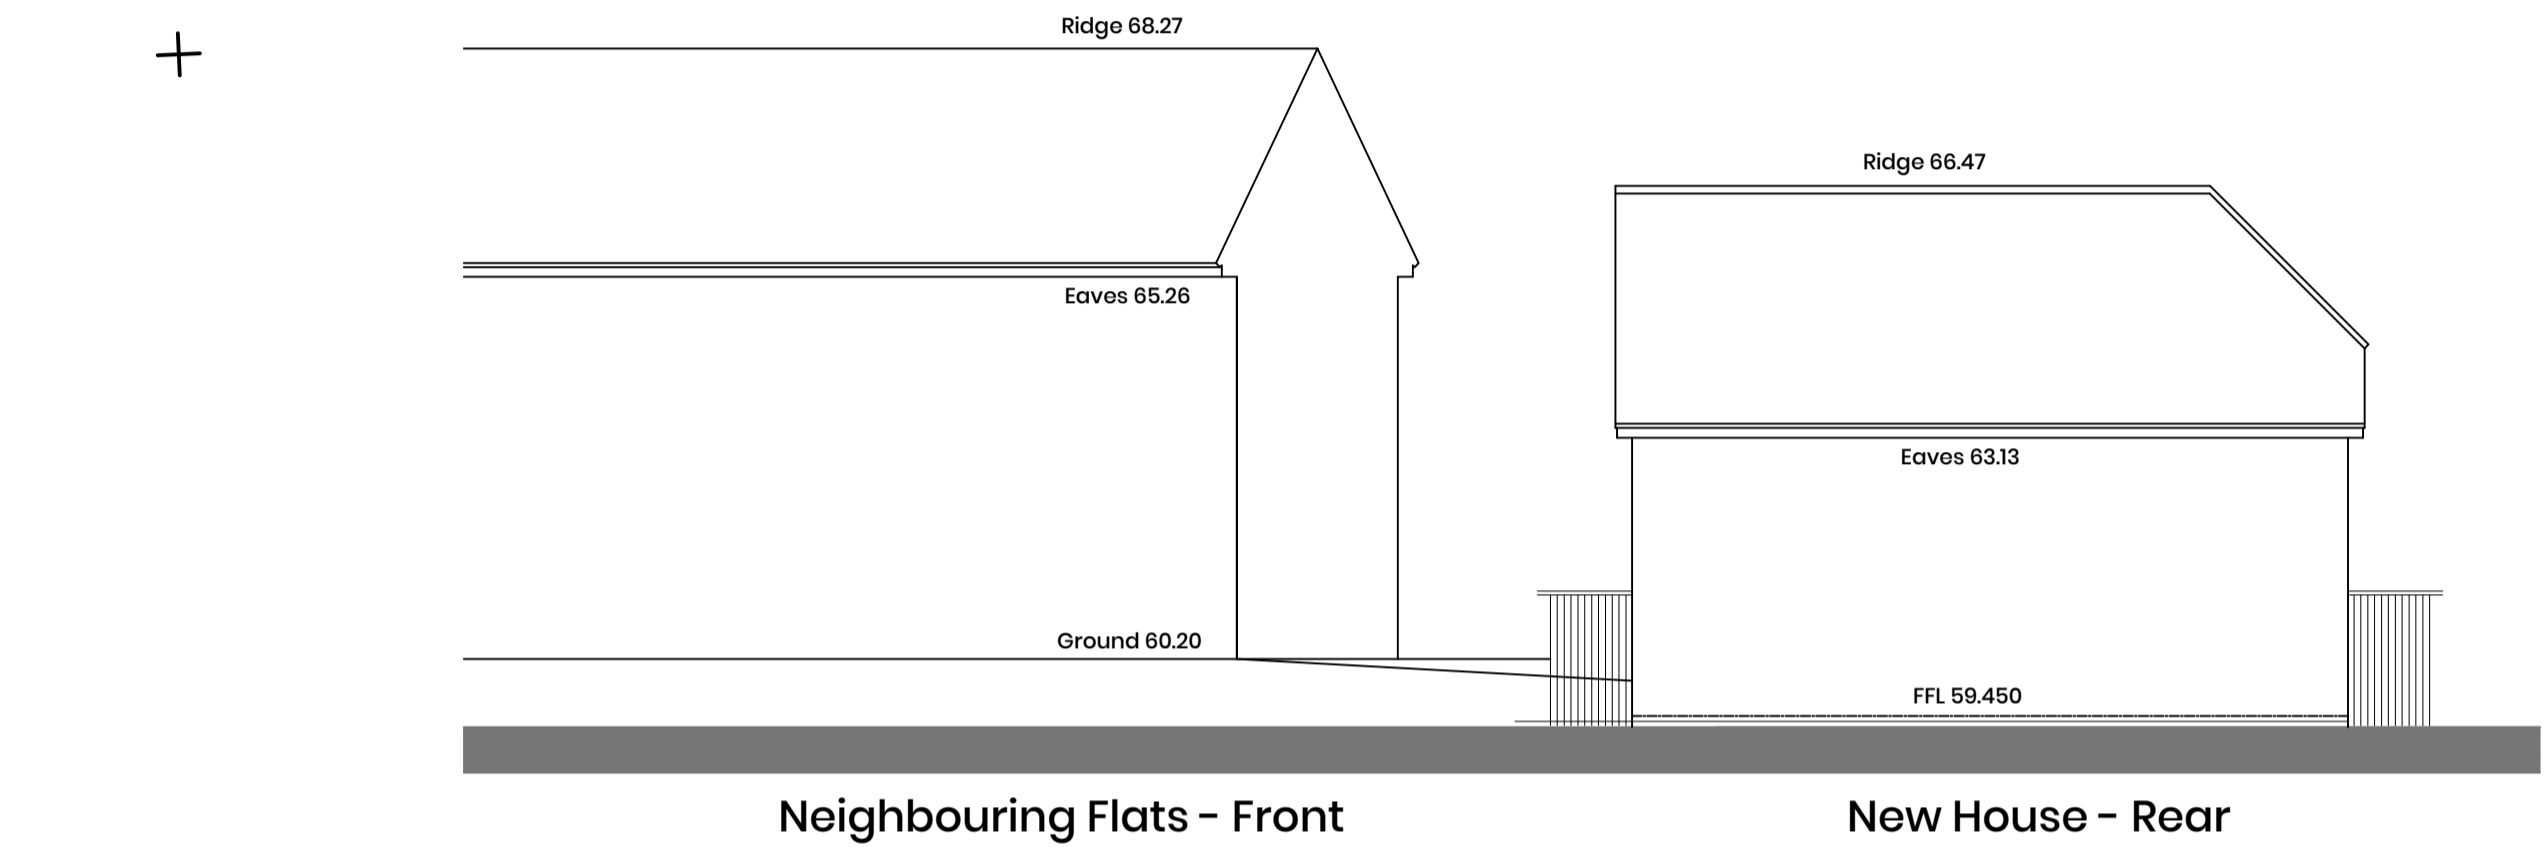 Ridge 68.27
Ridge 66.47
Eaves 65.26
Eaves 63.13
Ground 60.20
FFL 59.450
Neighbouring Flats - Front
New House - Rear